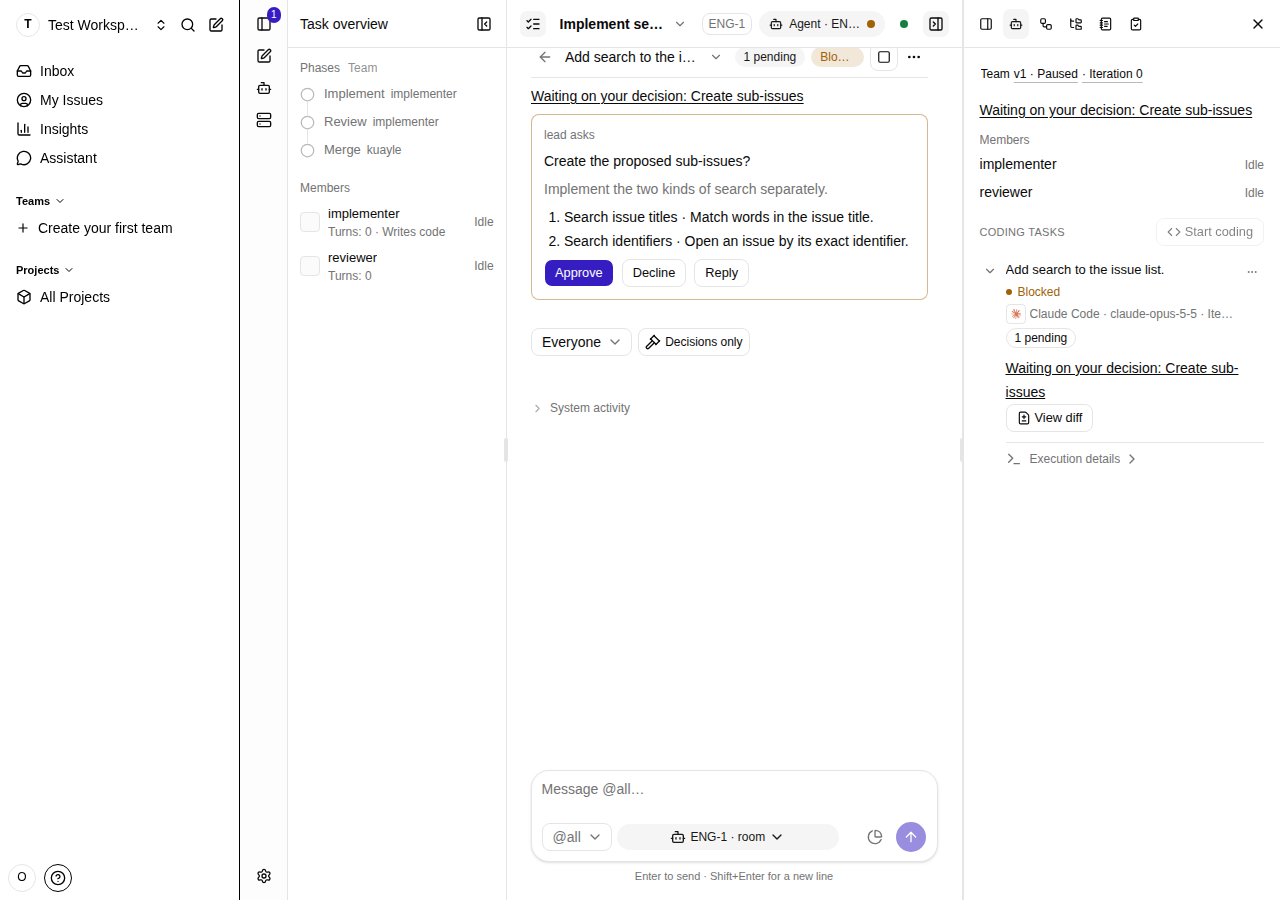 T Test Worksp…
Inbox
My Issues
Insights
Assistant
Teams
Create your first team
Projects
All Projects
O
1
Task overview
Phases Team
Implement implementer
Review implementer
Merge kuayle
Members
implementer
Turns: 0 · Writes code
Idle
reviewer
Turns: 0
Idle
Implement se…
ENG-1
Agent · EN…
Add search to the i…
1 pending
Blo…
Waiting on your decision: Create sub-issues
lead asks
Create the proposed sub-issues?
Implement the two kinds of search separately.
1. Search issue titles · Match words in the issue title.
2. Search identifiers · Open an issue by its exact identifier.
Approve Decline Reply
Everyone Decisions only
System activity
Message @all…
@all ENG-1 · room
Enter to send · Shift+Enter for a new line
Team v1 · Paused · Iteration 0
Waiting on your decision: Create sub-issues
Members
implementer Idle
reviewer Idle
CODING TASKS Start coding
Add search to the issue list.
Blocked
Claude Code · claude-opus-5-5 · Ite…
1 pending
Waiting on your decision: Create sub-
issues
View diff
Execution details